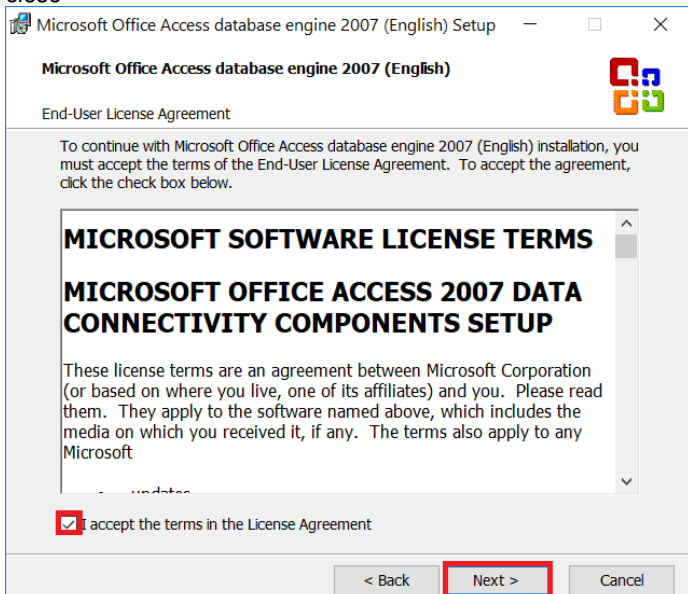 close
Microsoft Office Access database engine 2007 (English) Setup
Microsoft Office Access database engine 2007 (English)
End-User License Agreement
To continue with Microsoft Office Access database engine 2007 (English) installation, you
must accept the terms of the End-User License Agreement. To accept the agreement,
click the check box below.
MICROSOFT SOFTWARE LICENSE TERMS
MICROSOFT OFFICE ACCESS 2007 DATA
CONNECTIVITY COMPONENTS SETUP
These license terms are an agreement between Microsoft Corporation
(or based on where you live, one of its affiliates) and you. Please read
them. They apply to the software named above, which includes the
media on which you received it, if any. The terms also apply to any
Microsoft
• updates
I accept the terms in the License Agreement
< Back Next > Cancel